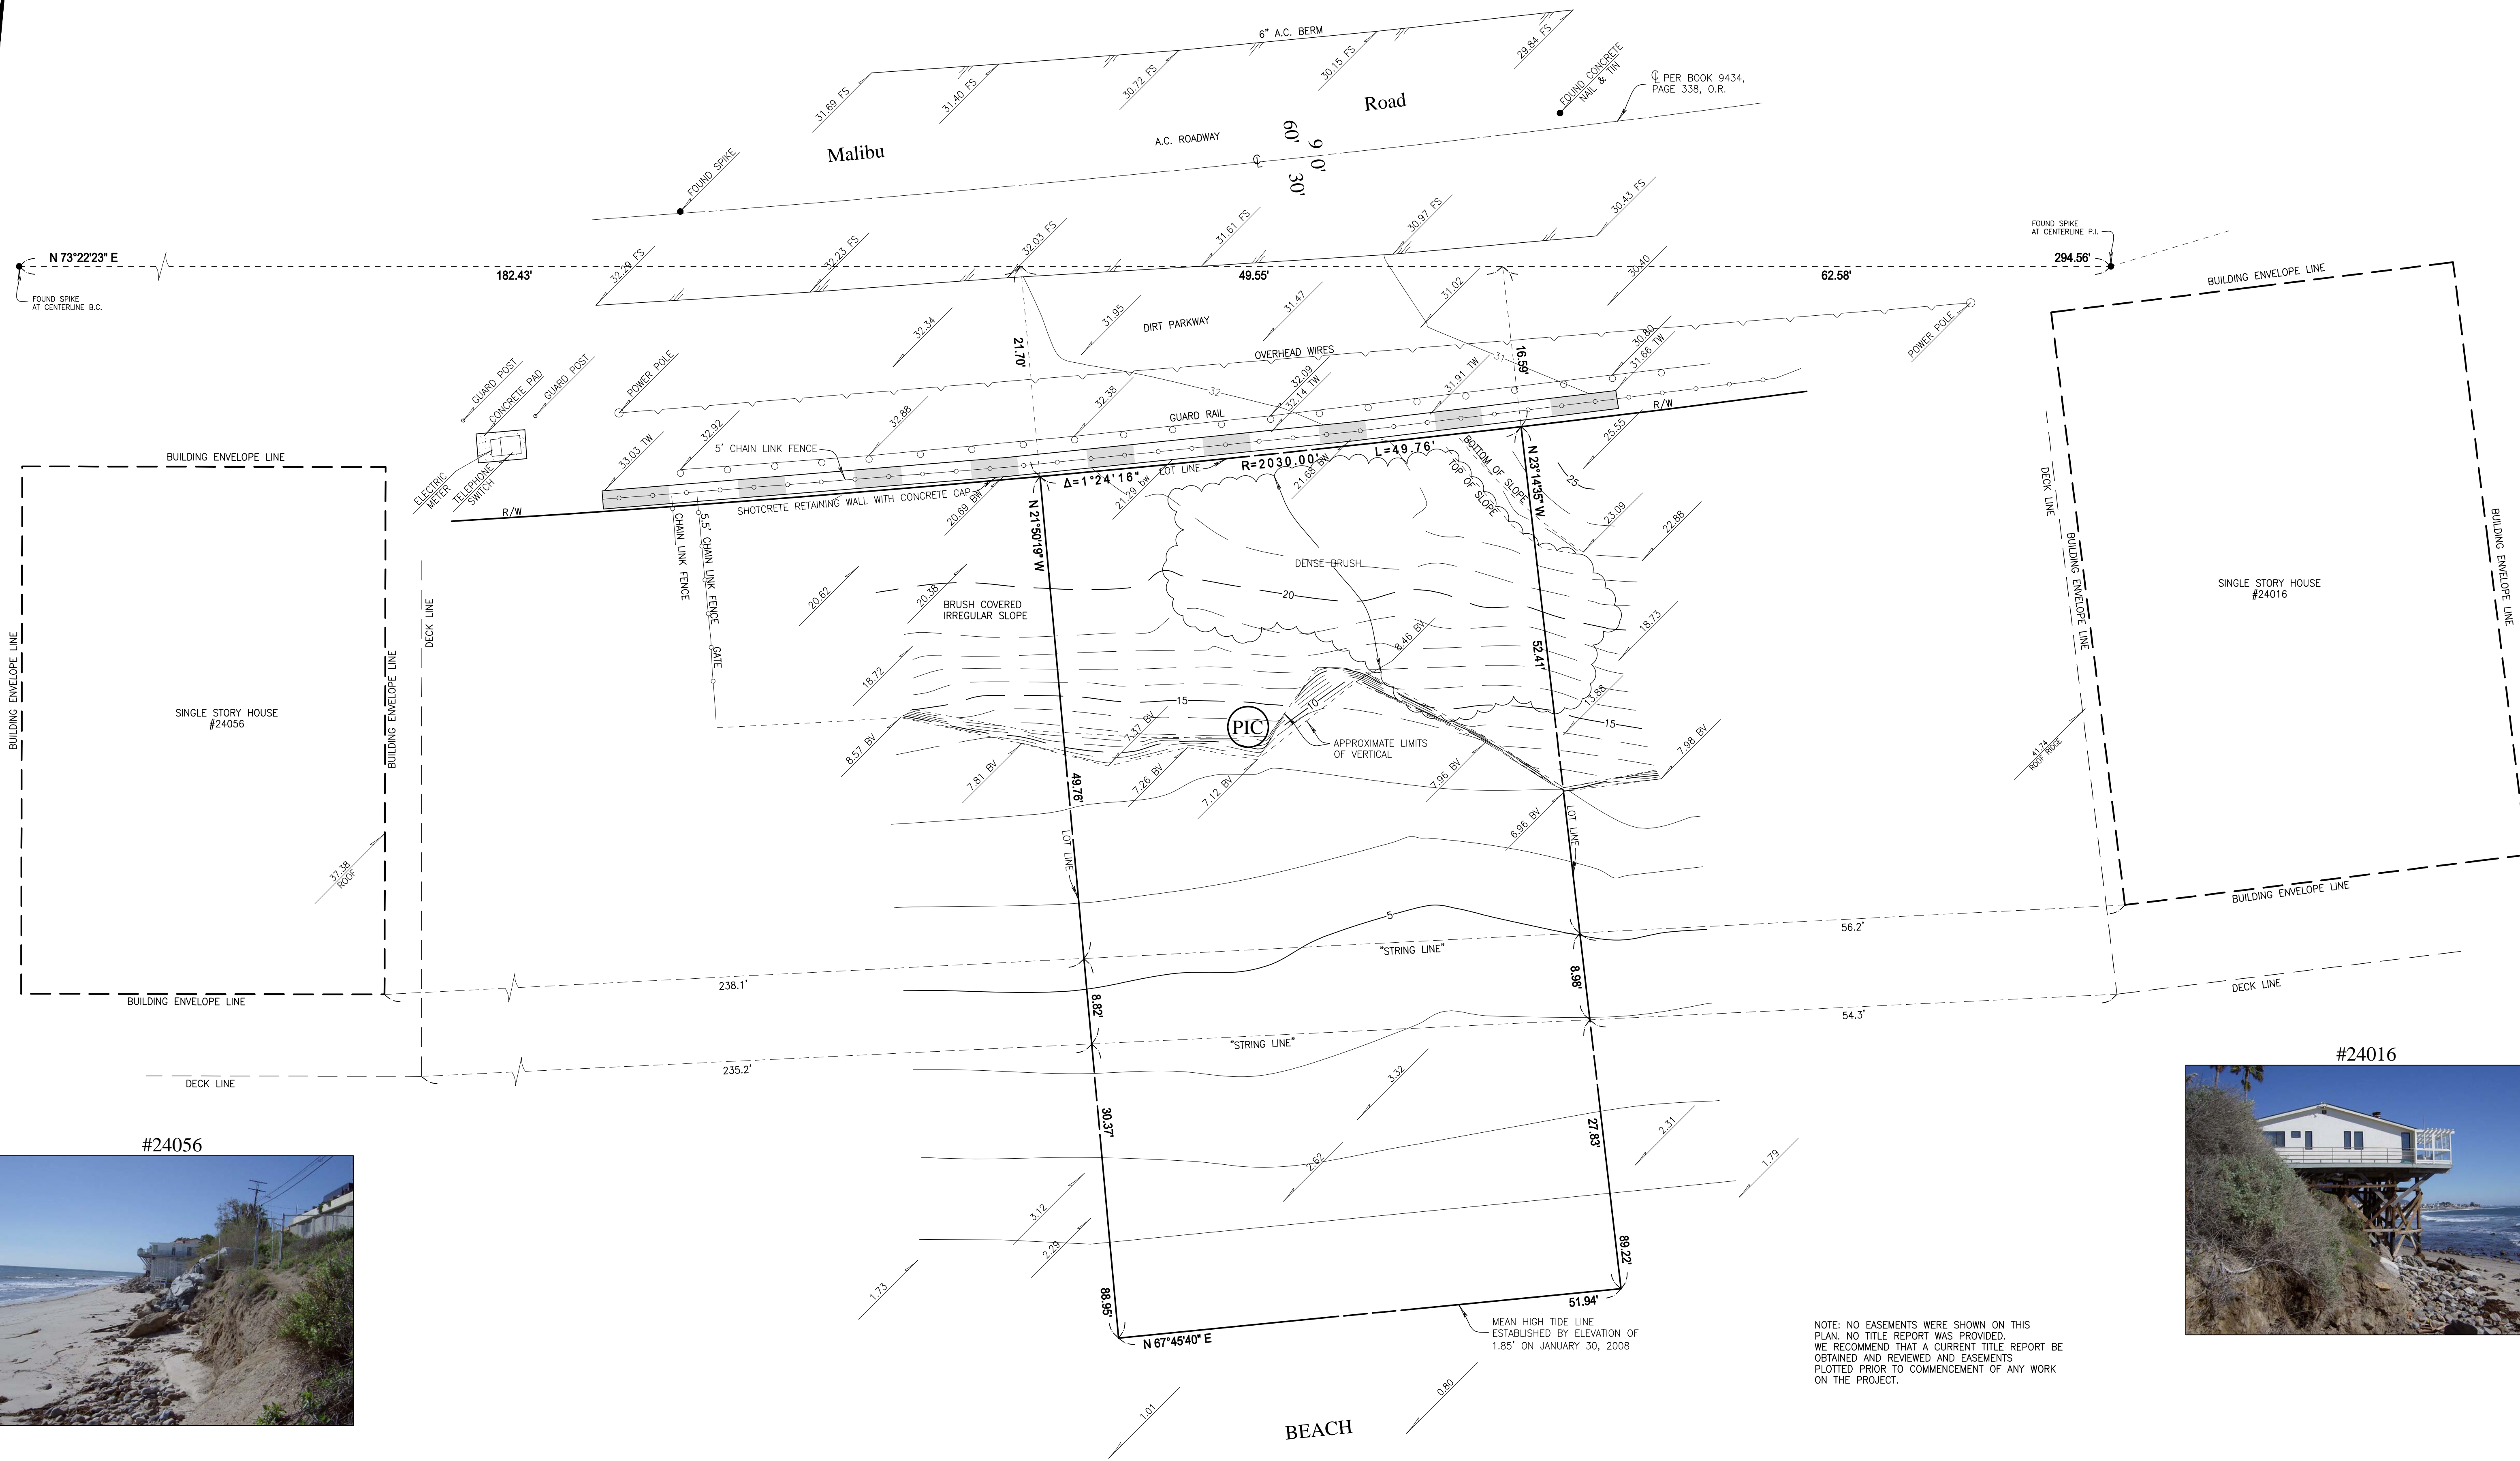 6" A.C. BERM
31.69 FS
31.40 FS
30.72 FS
30.15 FS
29.84 FS
FOUND CONCRETE
NAIL & TIN
℄ PER BOOK 9434,
PAGE 338, O.R.
Malibu
Road
A.C. ROADWAY
℄
60'
90'
30'
FOUND SPIKE
N 73°22'23" E
FOUND SPIKE
AT CENTERLINE B.C.
182.43'
49.55'
62.58'
294.56'
FOUND SPIKE
AT CENTERLINE P.I.
32.29 FS
32.23 FS
32.03 FS
31.61 FS
30.97 FS
30.43 FS
32.34
31.95
31.47
31.02
30.40
DIRT PARKWAY
21.70'
16.59'
OVERHEAD WIRES
31
32
GUARD POST
CONCRETE PAD
GUARD POST
POWER POLE
POWER POLE
ELECTRIC
METER
TELEPHONE
SWITCH
33.03 TW
32.92
32.88
32.38
32.09
32.14 TW
31.91 TW
30.80
31.66 TW
GUARD RAIL
5' CHAIN LINK FENCE
R/W
R/W
SHOTCRETE RETAINING WALL WITH CONCRETE CAP
Δ=1°24'16"
LOT LINE
R=2030.00'
L=49.76'
20.69 BW
21.29 bw
21.68 BW
BOTTOM OF SLOPE
TOP OF SLOPE
25.55
25
23.09
22.88
N 21°50'19" W
N 23°14'35" W
CHAIN LINK FENCE
5.5' CHAIN LINK FENCE
GATE
20.62
20.38
BRUSH COVERED
IRREGULAR SLOPE
DENSE BRUSH
20
18.72
8.46 BV
18.73
52.41'
13.88
15
15
10
PIC
APPROXIMATE LIMITS
OF VERTICAL
8.57 BV
7.81 BV
7.37 BV
7.26 BV
7.12 BV
7.96 BV
6.96 BV
7.98 BV
49.76'
LOT LINE
LOT LINE
BUILDING ENVELOPE LINE
BUILDING ENVELOPE LINE
BUILDING ENVELOPE LINE
BUILDING ENVELOPE LINE
SINGLE STORY HOUSE
#24056
37.38
ROOF
DECK LINE
DECK LINE
BUILDING ENVELOPE LINE
BUILDING ENVELOPE LINE
BUILDING ENVELOPE LINE
BUILDING ENVELOPE LINE
SINGLE STORY HOUSE
#24016
41.74
ROOF RIDGE
DECK LINE
DECK LINE
5
238.1'
"STRING LINE"
56.2'
8.82'
8.98'
235.2'
"STRING LINE"
54.3'
30.37'
27.83'
3.32
2.31
2.62
1.79
3.12
2.29
1.73
88.95'
89.22'
N 67°45'40" E
51.94'
MEAN HIGH TIDE LINE
ESTABLISHED BY ELEVATION OF
1.85' ON JANUARY 30, 2008
1.01
0.80
BEACH
#24056
#24016
NOTE: NO EASEMENTS WERE SHOWN ON THIS
PLAN. NO TITLE REPORT WAS PROVIDED.
WE RECOMMEND THAT A CURRENT TITLE REPORT BE
OBTAINED AND REVIEWED AND EASEMENTS
PLOTTED PRIOR TO COMMENCEMENT OF ANY WORK
ON THE PROJECT.